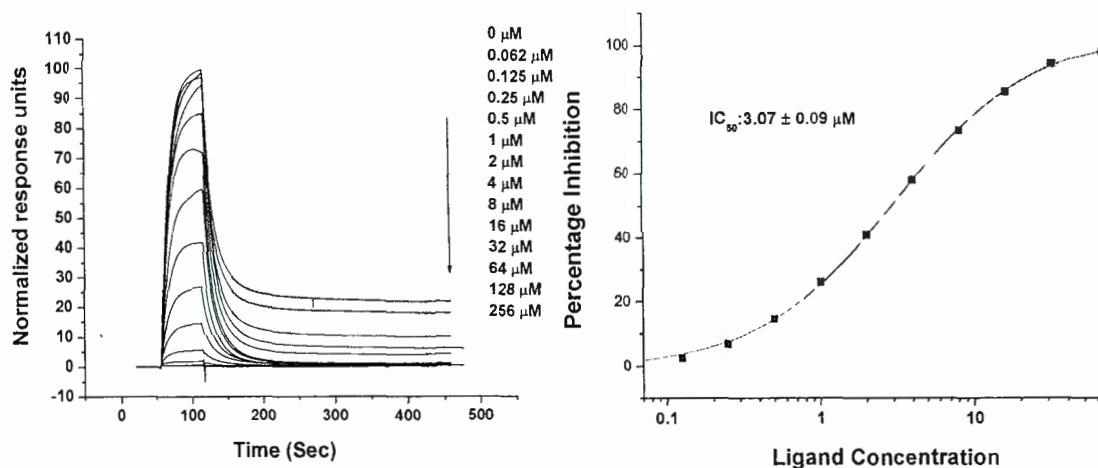 Normalized response units
110
100
90
80
70
60
50
40
30
20
10
0
-10
0
100
200
300
400
500
Time (Sec)
0 µM
0.062 µM
0.125 µM
0.25 µM
0.5 µM
1 µM
2 µM
4 µM
8 µM
16 µM
32 µM
64 µM
128 µM
256 µM
Percentage Inhibition
100
80
60
40
20
0
IC50:3.07 ± 0.09 µM
0.1
1
10
Ligand Concentration